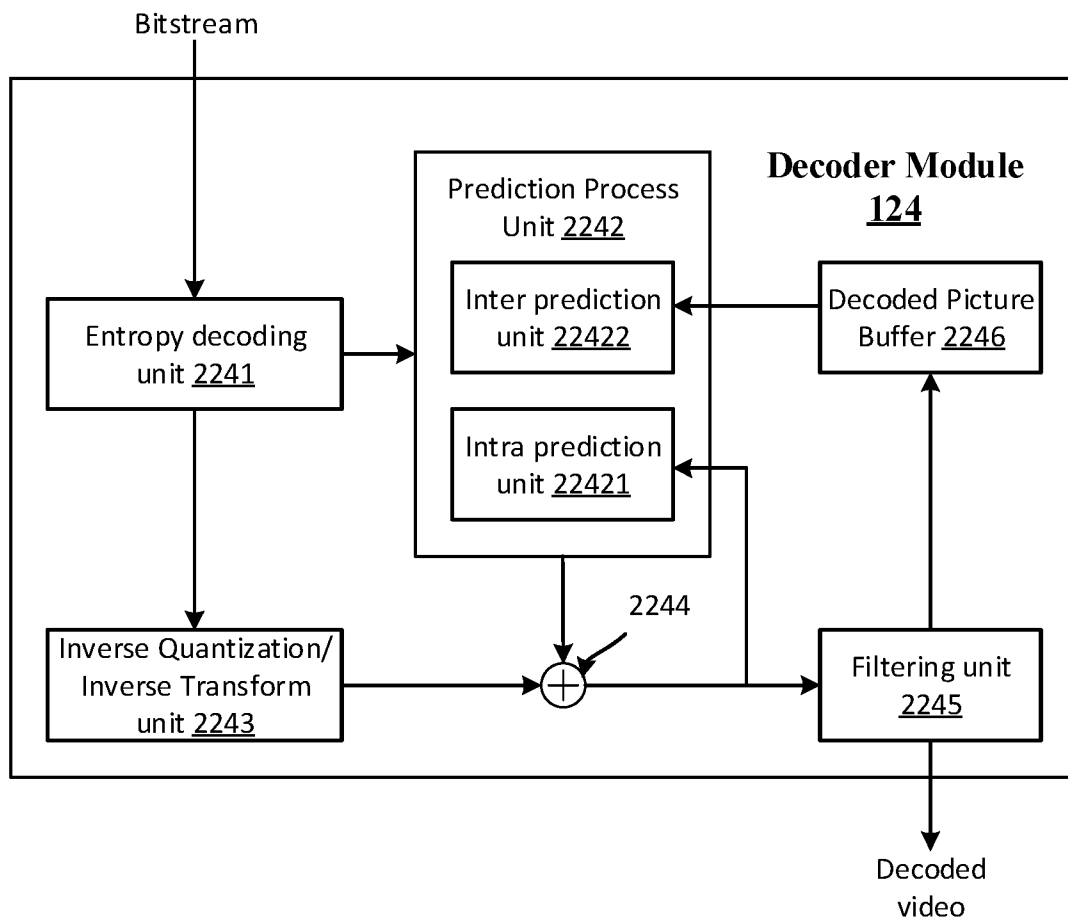 Bitstream
Decoder Module
124
Prediction Process
Unit 2242
Inter prediction
unit 22422
Decoded Picture
Buffer 2246
Entropy decoding
unit 2241
Intra prediction
unit 22421
2244
Inverse Quantization/
Inverse Transform
unit 2243
Filtering unit
2245
Decoded
video